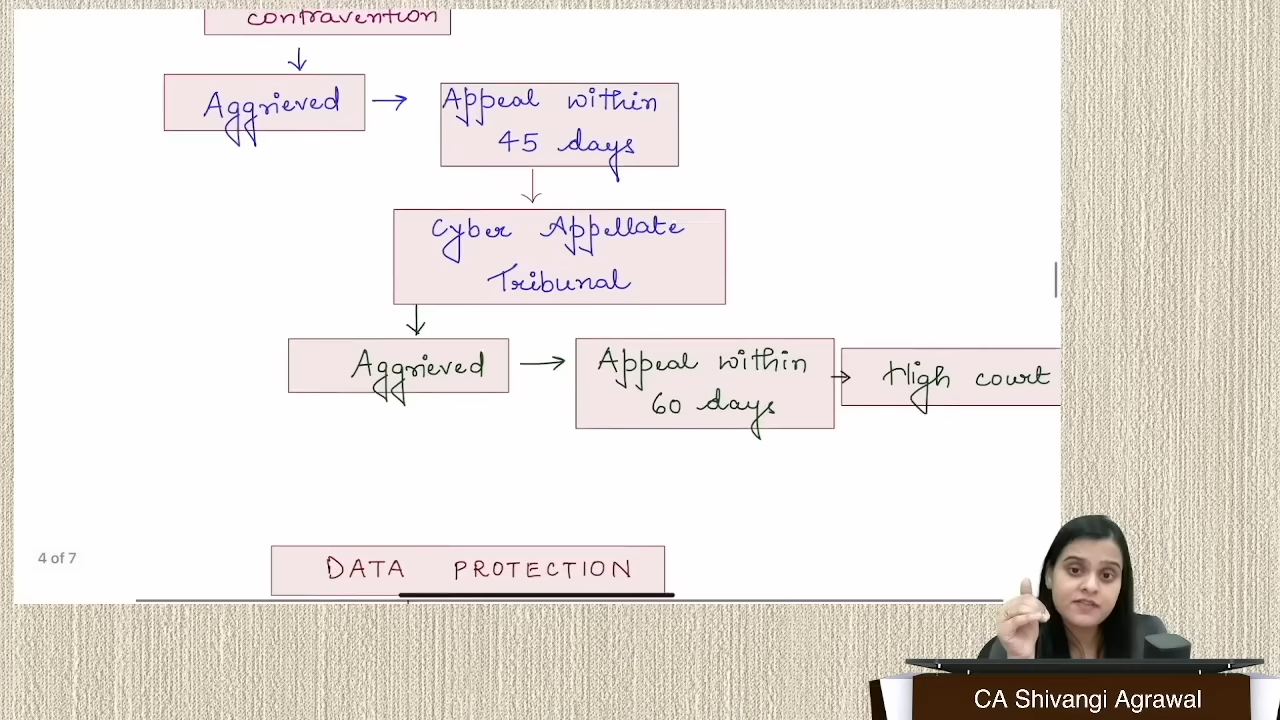 contravention
Aggrieved
Appeal within
45 days
Cyber Appellate
Tribunal
Aggrieved
Appeal within
60 days
High court
4 of 7
DATA PROTECTION
CA Shivangi Agrawal